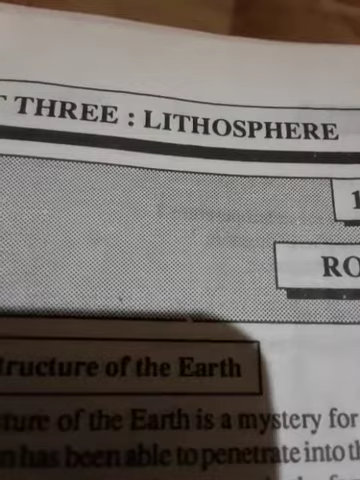 THREE : LITHOSPHERE
1
RO
tructure of the Earth
ture of the Earth is a mystery for
n has been able to penetrate into th